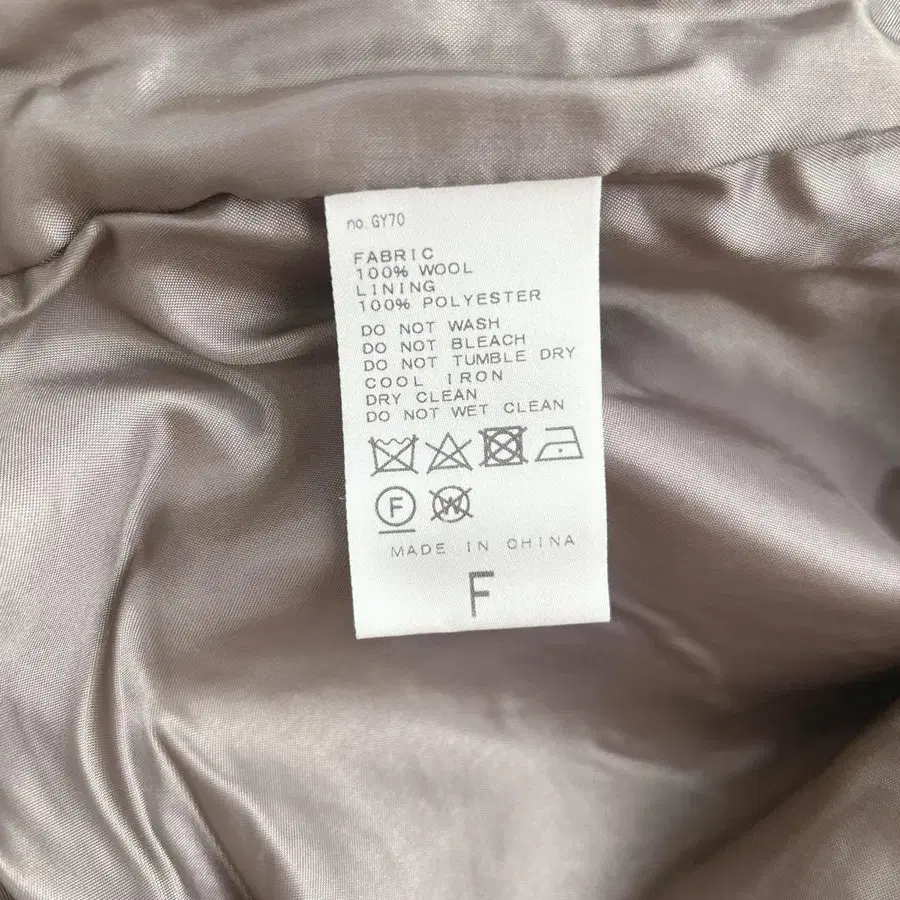 no. GY70
FABRIC
100% WOOL
LINING
100% POLYESTER
DO NOT WASH
DO NOT BLEACH
DO NOT TUMBLE DRY
COOL IRON
DRY CLEAN
DO NOT WET CLEAN
F W
MADE IN CHINA
F